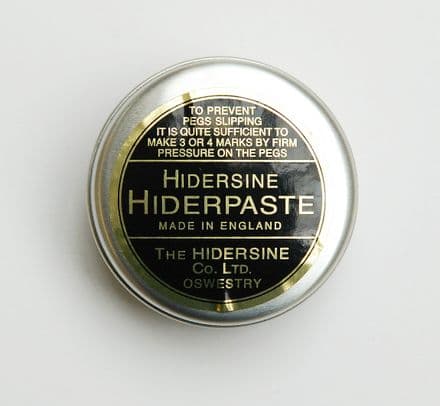 TO PREVENT
PEGS SLIPPING
IT IS QUITE SUFFICIENT TO
MAKE 3 OR 4 MARKS BY FIRM
PRESSURE ON THE PEGS
HIDERSINE
HIDERPASTE
MADE IN ENGLAND
THE HIDERSINE
CO. LTD.
OSWESTRY